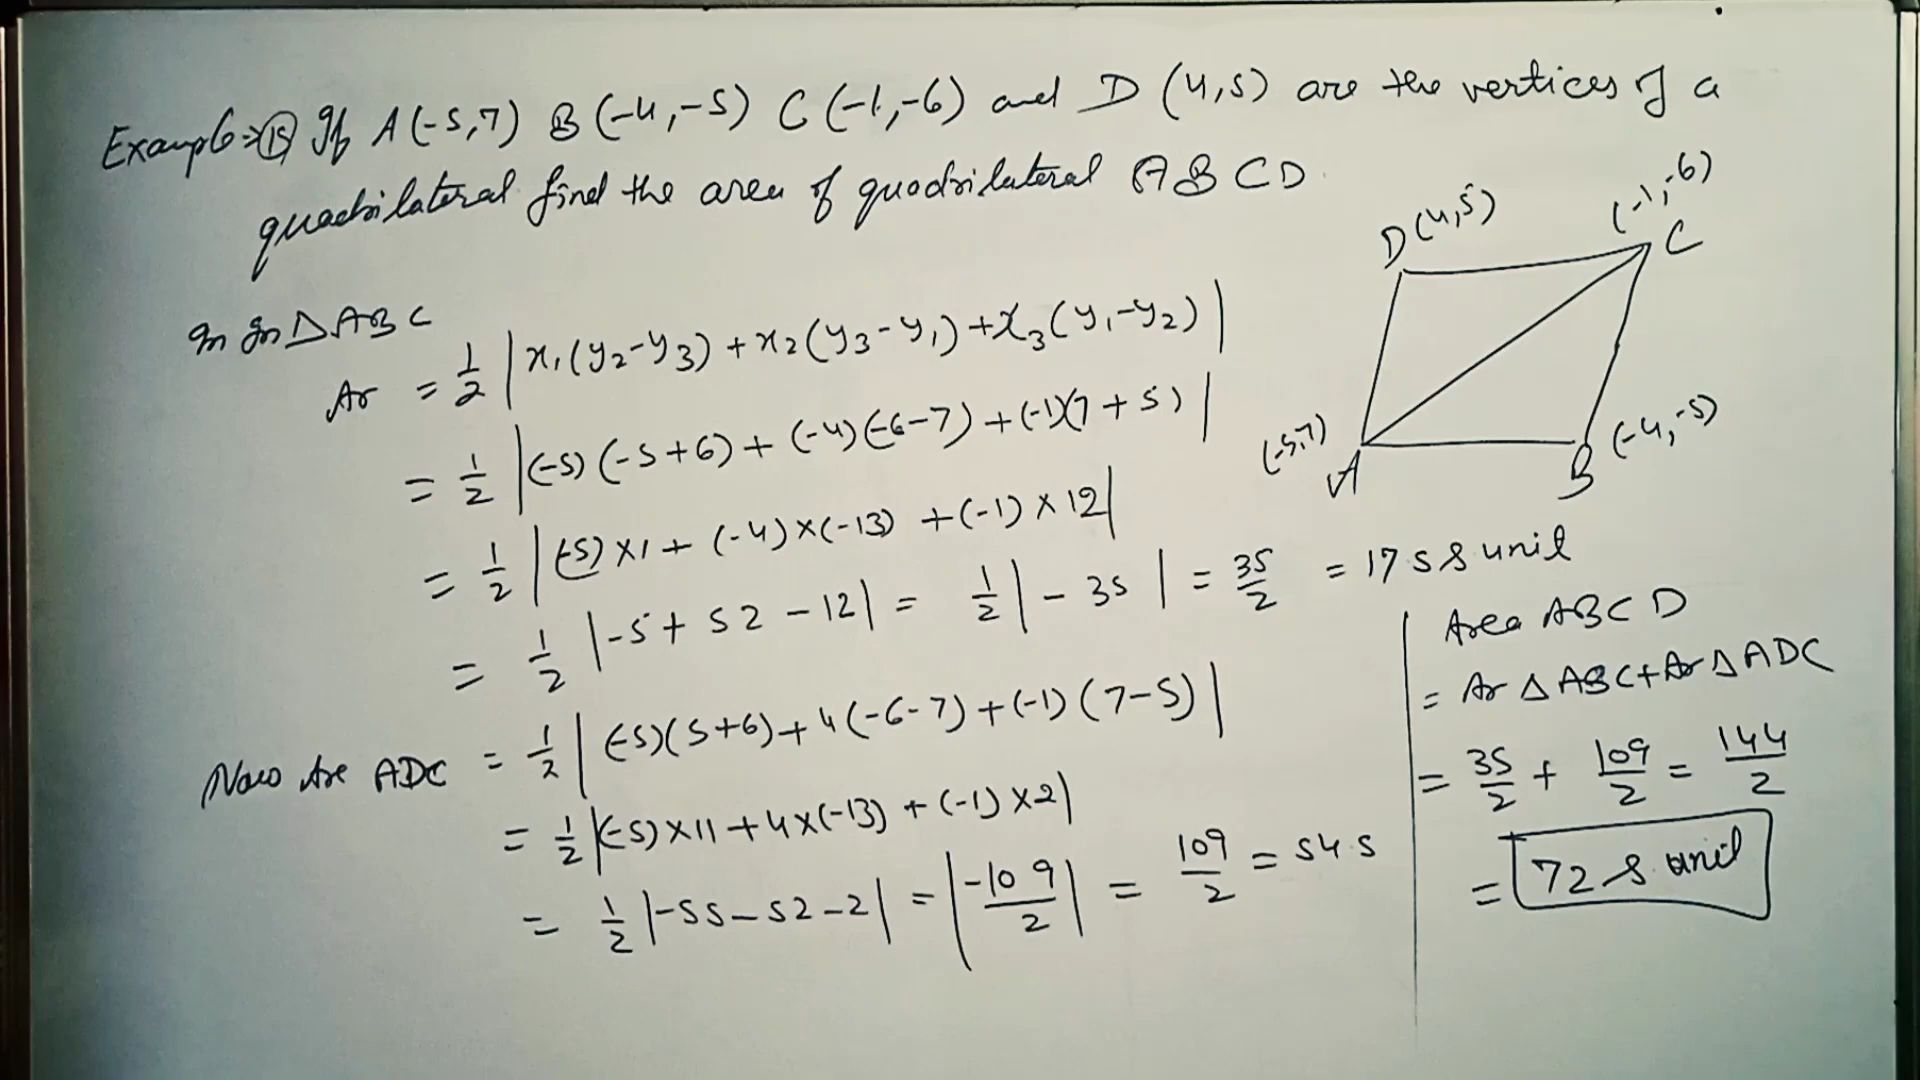 Example => 15) If A(-5,7) B(-4,-5) C(-1,-6) and D(4,5) are the vertices of a
quadrilateral find the area of quadrilateral ABCD.
In In △ABC
Ar = 1/2 |x₁(y₂-y₃) + x₂(y₃-y₁) + x₃(y₁-y₂)|
= 1/2 |(-5)(-5+6) + (-4)(-6-7) + (-1)(7+5)|
= 1/2 |(-5)×1 + (-4)×(-13) + (-1)×12|
= 1/2 |-5+52-12| = 1/2 |-35| = 35/2 = 17 5 s unit
Now Are ADC = 1/2 |(-5)(5+6) + 4(-6-7) + (-1)(7-5)|
= 1/2 |(-5)×11 + 4×(-13) + (-1)×2|
= 1/2 |-55-52-2| = |-109/2| = 109/2 = 54 5
D(4,5)
(-1,-6)
C
(-5,7)
A
B
(-4,-5)
Area ABCD
= Ar △ABC + Ar △ADC
= 35/2 + 109/2 = 144/2
= 72 s unit